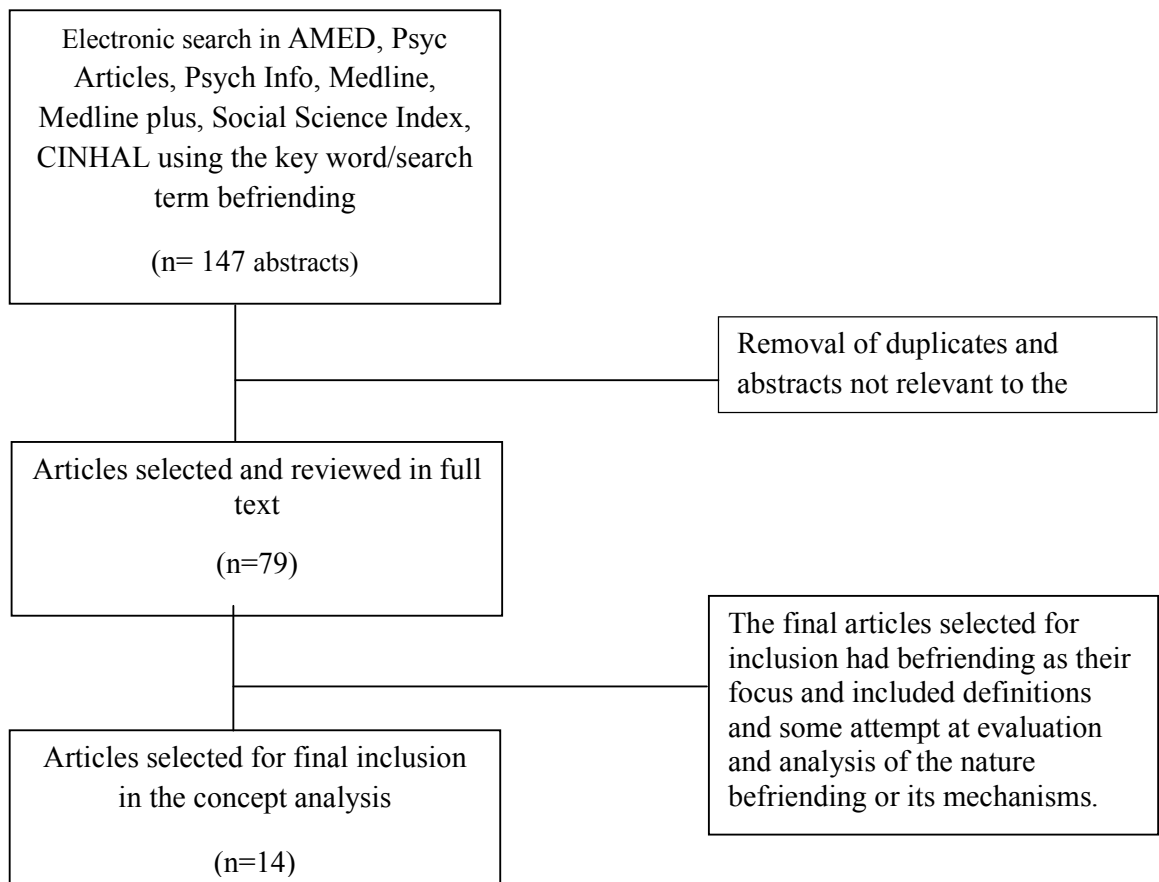 Electronic search in AMED, Psyc
Articles, Psych Info, Medline,
Medline plus, Social Science Index,
CINHAL using the key word/search
term befriending
(n= 147 abstracts)
Removal of duplicates and
abstracts not relevant to the
Articles selected and reviewed in full
text
(n=79)
The final articles selected for
inclusion had befriending as their
focus and included definitions
and some attempt at evaluation
and analysis of the nature
befriending or its mechanisms.
Articles selected for final inclusion
in the concept analysis
(n=14)